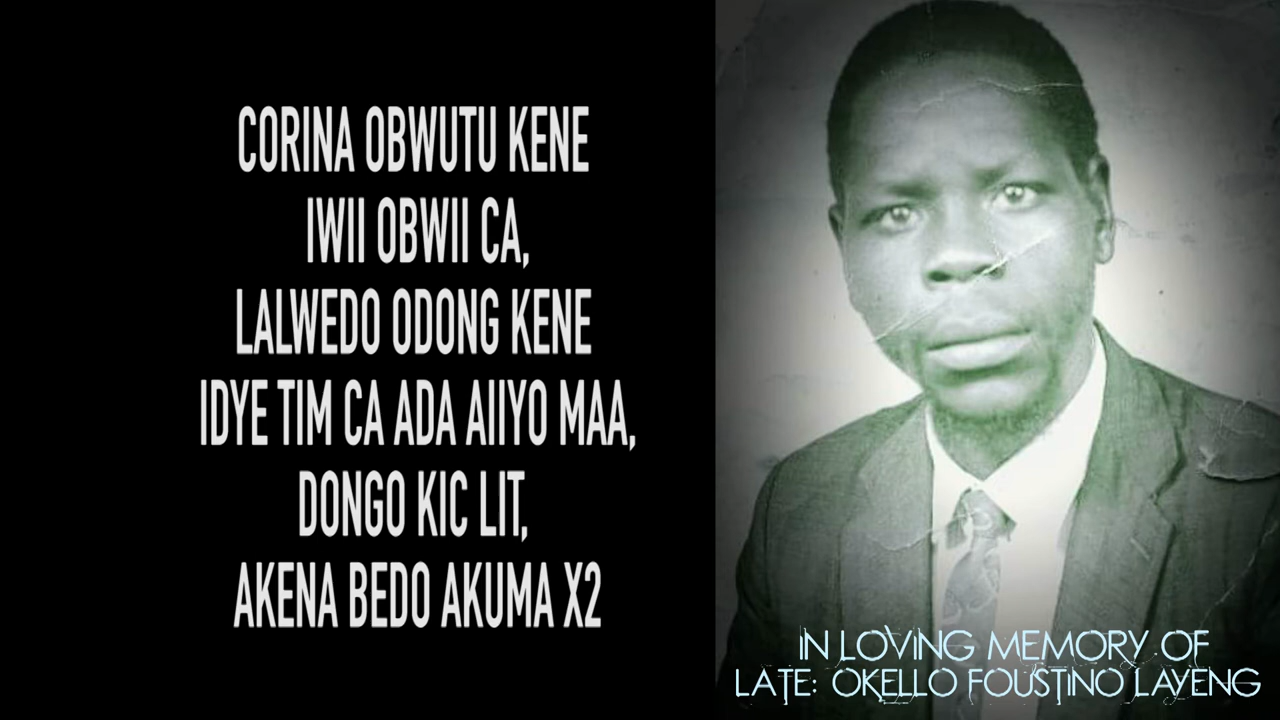 CORINA OBWUTU KENE
IWII OBWII CA,
LALWEDO ODONG KENE
IDYE TIM CA ADA AIIYO MAA,
DONGO KIC LIT,
AKENA BEDO AKUMA X2
IN LOVING MEMORY OF
LATE: OKELLO FOUSTINO LAYENG